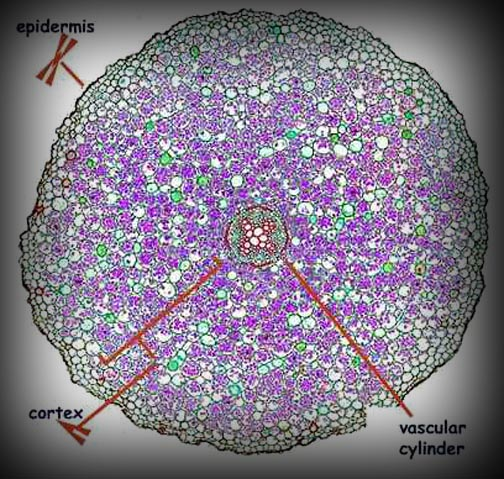 epidermis
cortex
vascular
cylinder